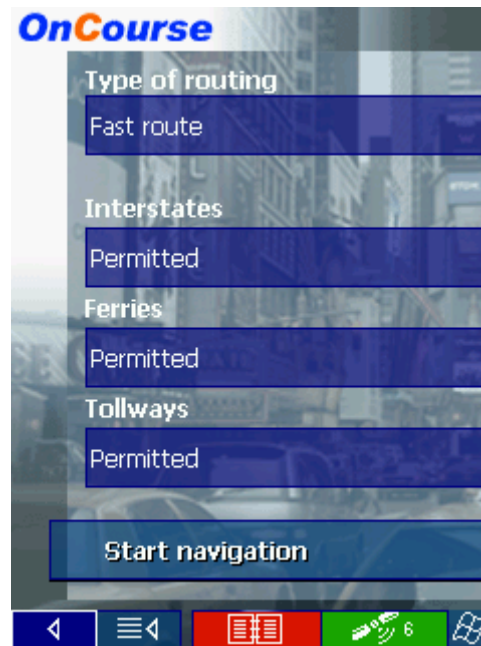 OnCourse
Type of routing
Fast route
Interstates
Permitted
Ferries
Permitted
Tollways
Permitted
Start navigation
6